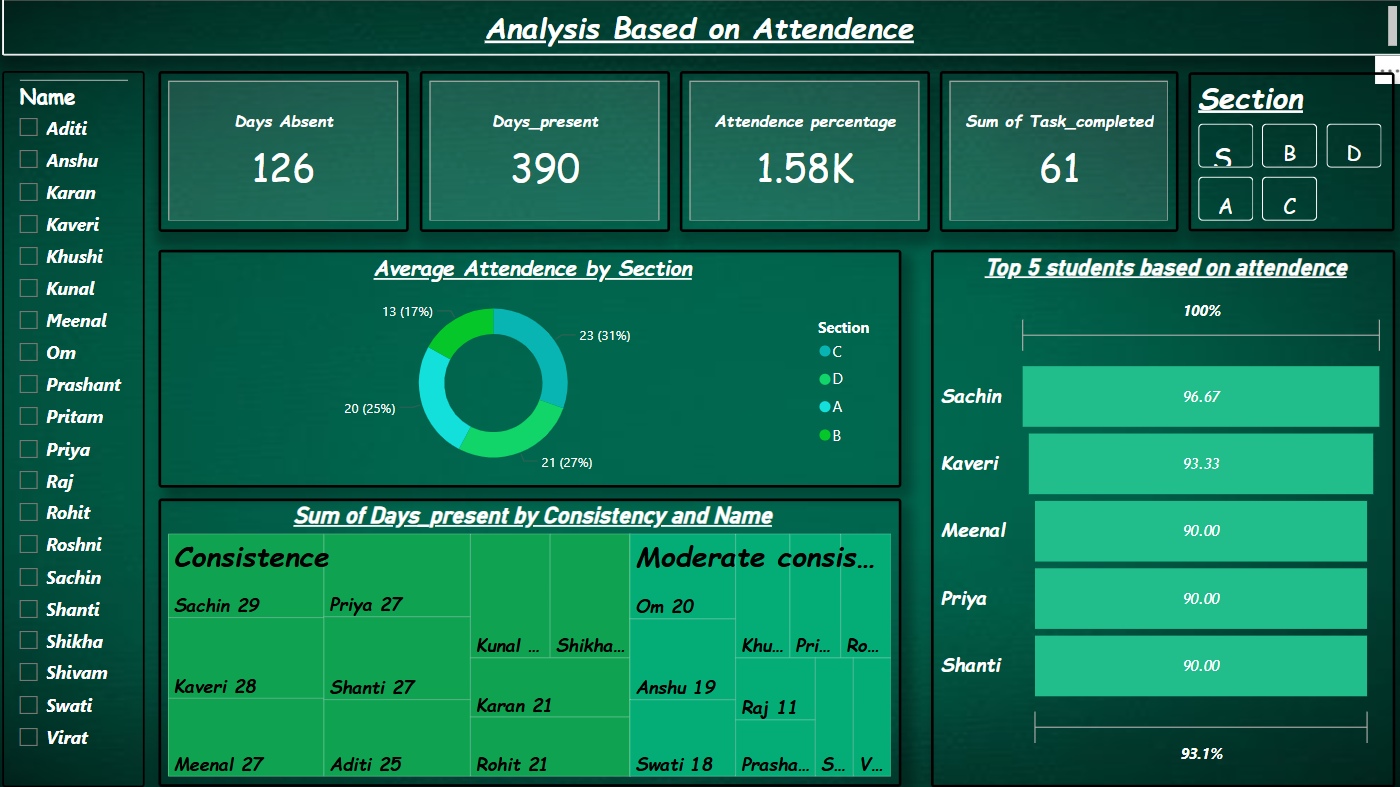 Analysis Based on Attendence
Name
Aditi
Anshu
Karan
Kaveri
Khushi
Kunal
Meenal
Om
Prashant
Pritam
Priya
Raj
Rohit
Roshni
Sachin
Shanti
Shikha
Shivam
Swati
Virat
Days Absent
126
Days_present
390
Attendence percentage
1.58K
Sum of Task_completed
61
Section
S B D
A C
Average Attendence by Section
13 (17%)
23 (31%)
20 (25%)
21 (27%)
Section
C
D
A
B
Sum of Days_present by Consistency and Name
Consistence
Sachin 29
Kaveri 28
Meenal 27
Priya 27
Shanti 27
Aditi 25
Kunal ...
Shikha...
Karan 21
Rohit 21
Moderate consis...
Om 20
Anshu 19
Swati 18
Khu...
Pri...
Ro...
Raj 11
Prasha...
S...
V...
Top 5 students based on attendence
100%
Sachin 96.67
Kaveri 93.33
Meenal 90.00
Priya 90.00
Shanti 90.00
93.1%